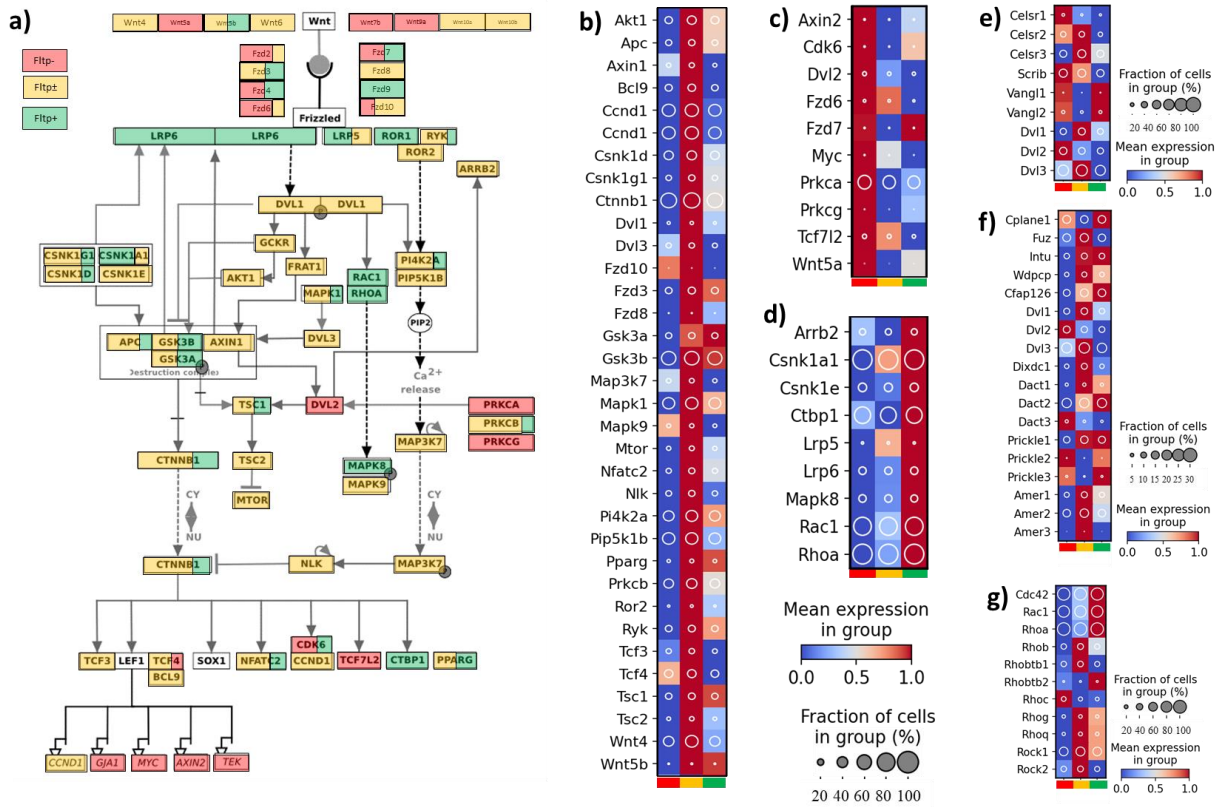 a)
Wnt4 Wnt5a Wnt5b Wnt6 Wnt Wnt7b Wnt9a Wnt10a
Fltp-
Fltp±
Fltp+
Fzd2 Fzd7
Fzd3 Fzd8
Fzd4 Fzd9
Fzd6 Fzd10
Frizzled
LRP6 LRP6 LRP5 ROR1 RYK
ROR2
ARRB2
DVL1 DVL1
P
GCKR
CSNK1G1 CSNK1A1
CSNK1D CSNK1E
AKT1 FRAT1
PI4K2A
PIP5K1B
RAC1
RHOA
MAPK1
PIP2
APC GSK3B AXIN1
GSK3A
DVL3
Destruction complex
Ca2+
release
TSC1 DVL2
PRKCA
PRKCB
PRKCG
MAP3K7
CTNNB1 TSC2
MAPK8
MAPK9
MTOR
CY
NU
CY
NU
CTNNB1 NLK MAP3K7
CDK6
TCF3 LEF1 TCF4 SOX1 NFATC2 CCND1 TCF7L2 CTBP1 PPARG
BCL9
CCND1 GJA1 MYC AXIN2 TEK
b)
Akt1
Apc
Axin1
Bcl9
Ccnd1
Ccnd1
Csnk1d
Csnk1g1
Ctnnb1
Dvl1
Dvl3
Fzd10
Fzd3
Fzd8
Gsk3a
Gsk3b
Map3k7
Mapk1
Mapk9
Mtor
Nfatc2
Nlk
Pi4k2a
Pip5k1b
Pparg
Prkcb
Ror2
Ryk
Tcf3
Tcf4
Tsc1
Tsc2
Wnt4
Wnt5b
c)
Axin2
Cdk6
Dvl2
Fzd6
Fzd7
Myc
Prkca
Prkcg
Tcf7l2
Wnt5a
d)
Arrb2
Csnk1a1
Csnk1e
Ctbp1
Lrp5
Lrp6
Mapk8
Rac1
Rhoa
Mean expression
in group
0.0 0.5 1.0
Fraction of cells
in group (%)
20 40 60 80 100
e)
Celsr1
Celsr2
Celsr3
Scrib
Vangl1
Vangl2
Dvl1
Dvl2
Dvl3
Fraction of cells
in group (%)
20 40 60 80 100
Mean expression
in group
0.0 0.5 1.0
f)
Cplane1
Fuz
Intu
Wdpcp
Cfap126
Dvl1
Dvl2
Dvl3
Dixdc1
Dact1
Dact2
Dact3
Prickle1
Prickle2
Prickle3
Amer1
Amer2
Amer3
Fraction of cells
in group (%)
5 10 15 20 25 30
Mean expression
in group
0.0 0.5 1.0
g)
Cdc42
Rac1
Rhoa
Rhob
Rhobtb1
Rhobtb2
Rhoc
Rhog
Rhoq
Rock1
Rock2
Fraction of cells
in group (%)
20 40 60 80 100
Mean expression
in group
0.0 0.5 1.0